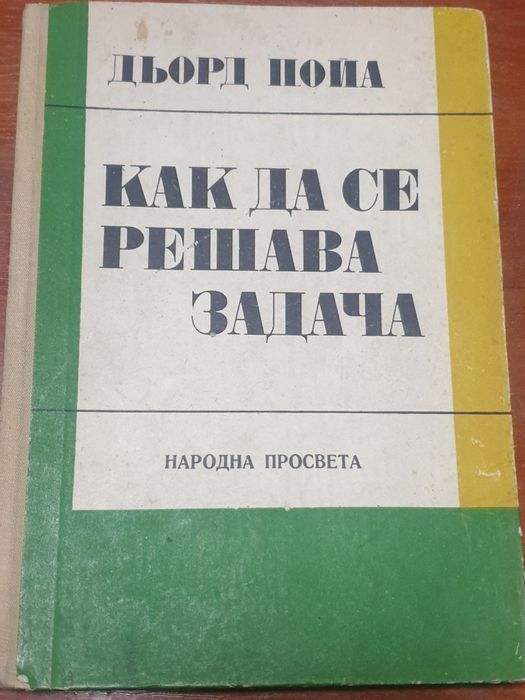 ДЬОРД ПОЙА
КАК ДА СЕ
РЕШАВА
ЗАДАЧА
НАРОДНА ПРОСВЕТА